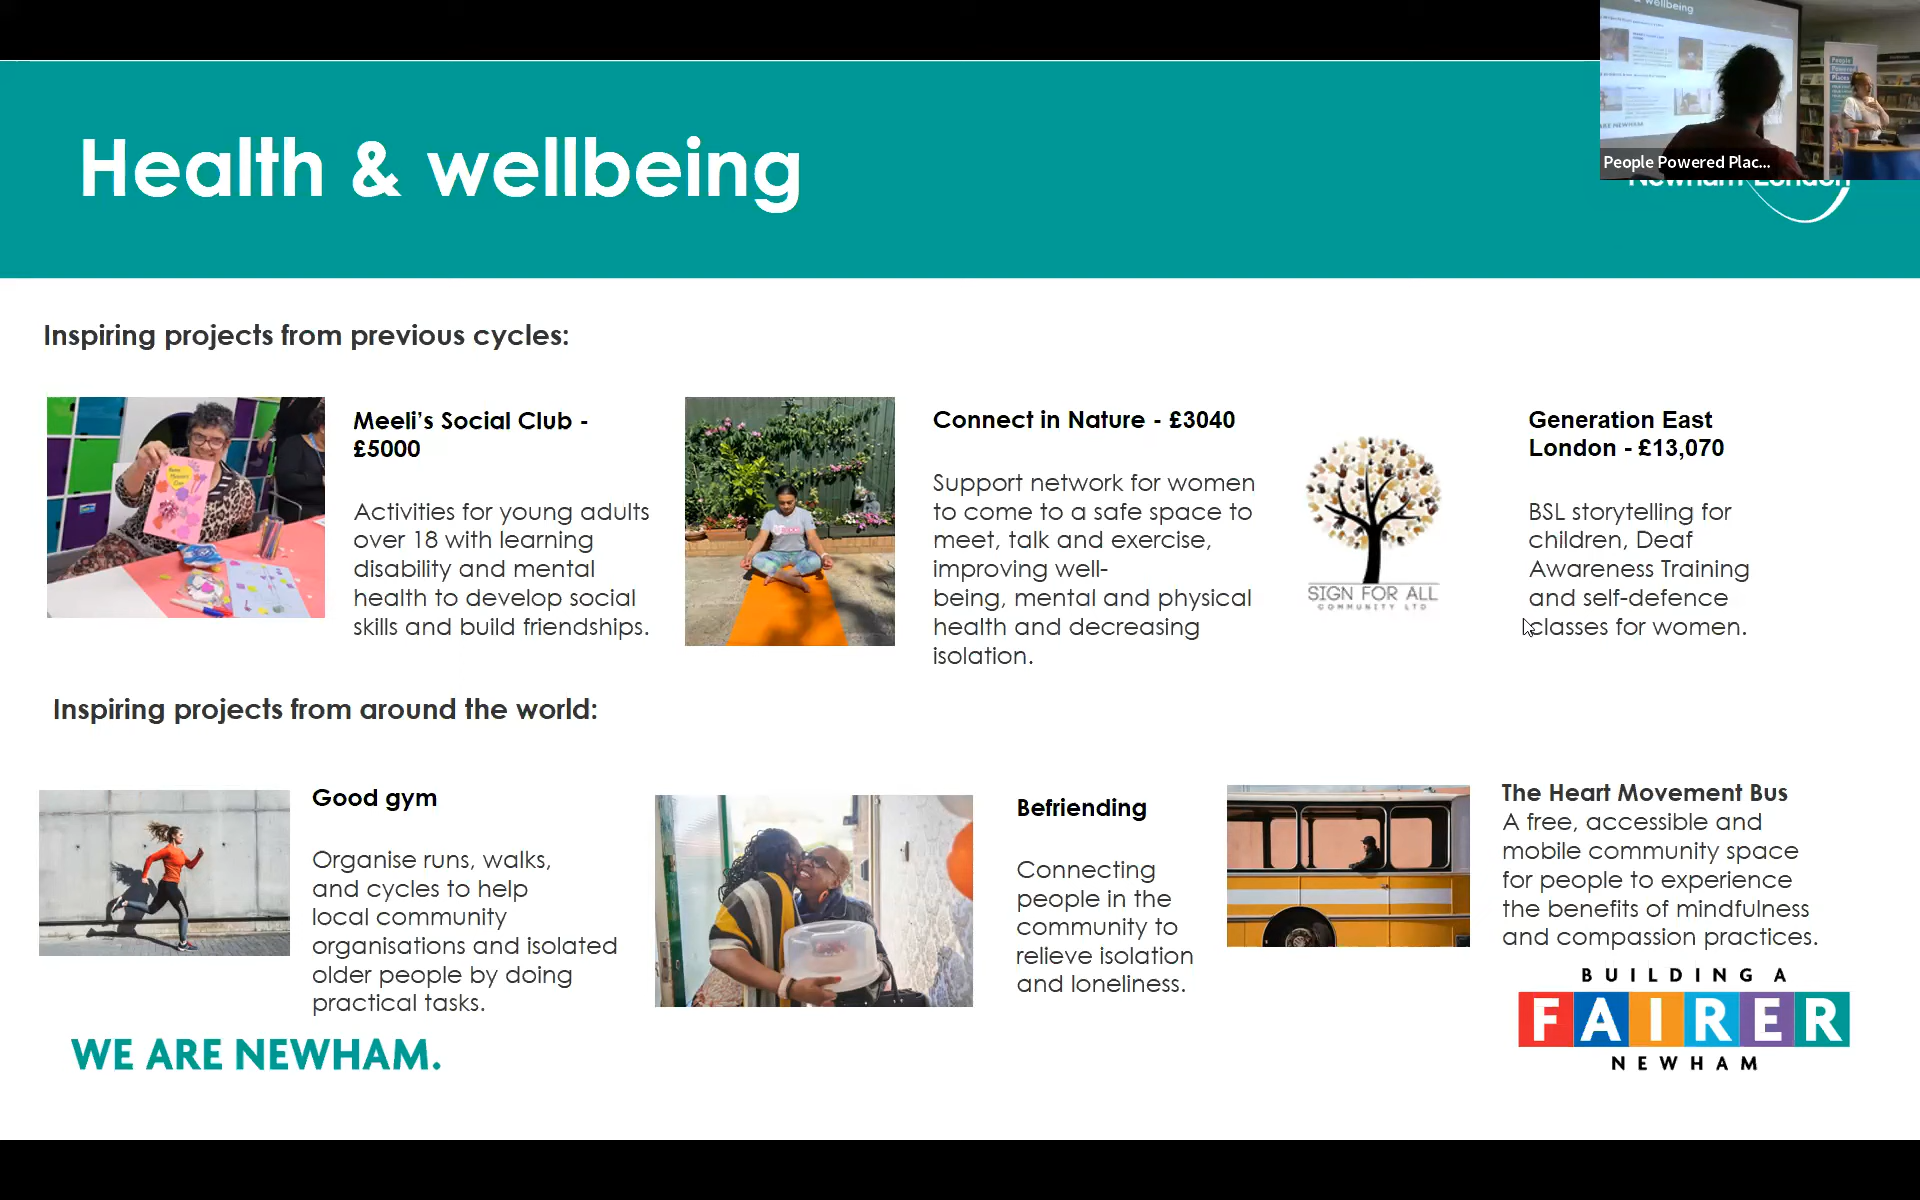 Health & wellbeing
& wellbeing
People
Powered
Places
ARE NEWHAM
People Powered Plac...
Newham London
Inspiring projects from previous cycles:
Meeli's Social Club -
£5000
Activities for young adults
over 18 with learning
disability and mental
health to develop social
skills and build friendships.
Connect in Nature - £3040
Support network for women
to come to a safe space to
meet, talk and exercise,
improving well-
being, mental and physical
health and decreasing
isolation.
SIGN FOR ALL
COMMUNITY LTD
Generation East
London - £13,070
BSL storytelling for
children, Deaf
Awareness Training
and self-defence
classes for women.
Inspiring projects from around the world:
Good gym
Organise runs, walks,
and cycles to help
local community
organisations and isolated
older people by doing
practical tasks.
Befriending
Connecting
people in the
community to
relieve isolation
and loneliness.
The Heart Movement Bus
A free, accessible and
mobile community space
for people to experience
the benefits of mindfulness
and compassion practices.
WE ARE NEWHAM.
BUILDING A
FAIRER
NEWHAM